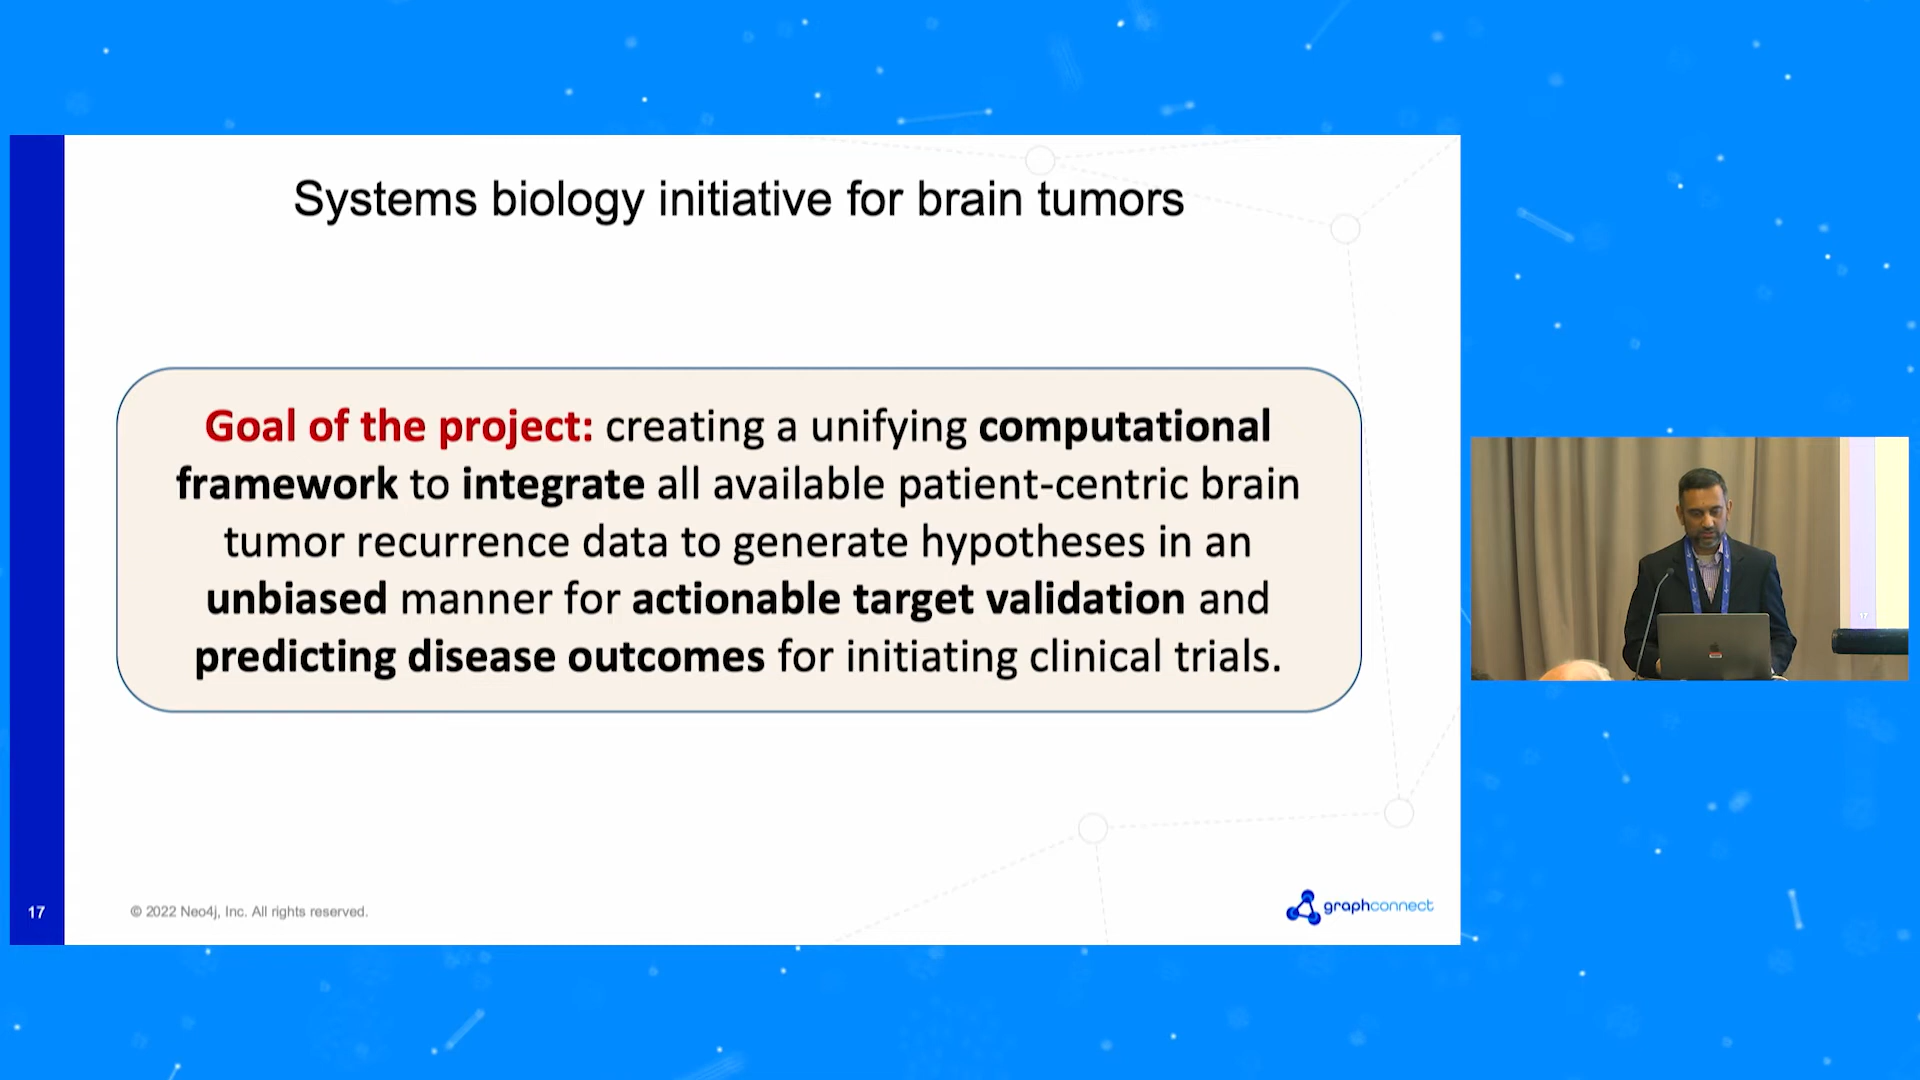 Systems biology initiative for brain tumors
Goal of the project: creating a unifying computational
framework to integrate all available patient-centric brain
tumor recurrence data to generate hypotheses in an
unbiased manner for actionable target validation and
predicting disease outcomes for initiating clinical trials.
17
© 2022 Neo4j, Inc. All rights reserved.
graphconnect